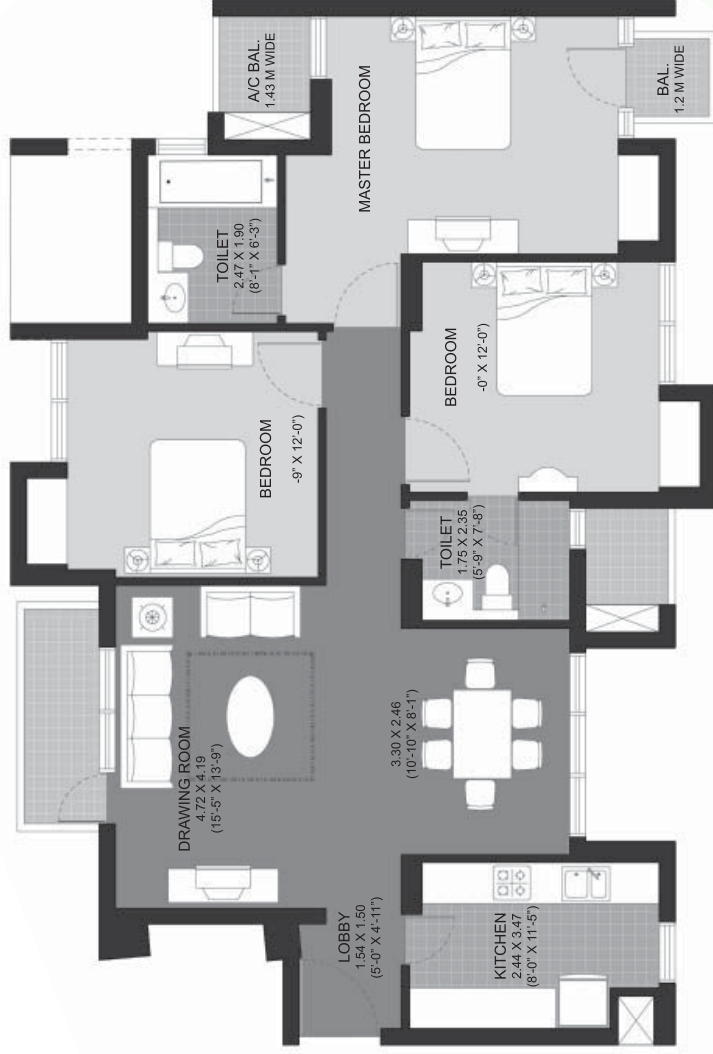 A/C BAL.
1.43 M WIDE
BAL.
1.2 M WIDE
MASTER BEDROOM
TOILET
2.47 X 1.90
(8'-1" X 6'-3")
BEDROOM
-9" X 12'-0")
BEDROOM
-0" X 12'-0")
TOILET
1.75 X 2.35
(5'-9" X 7'-8")
DRAWING ROOM
4.72 X 4.19
(15'-5" X 13'-9")
3.30 X 2.46
(10'-10" X 8'-1")
LOBBY
1.54 X 1.50
(5'-0" X 4'-11")
KITCHEN
2.44 X 3.47
(8'-0" X 11'-5")